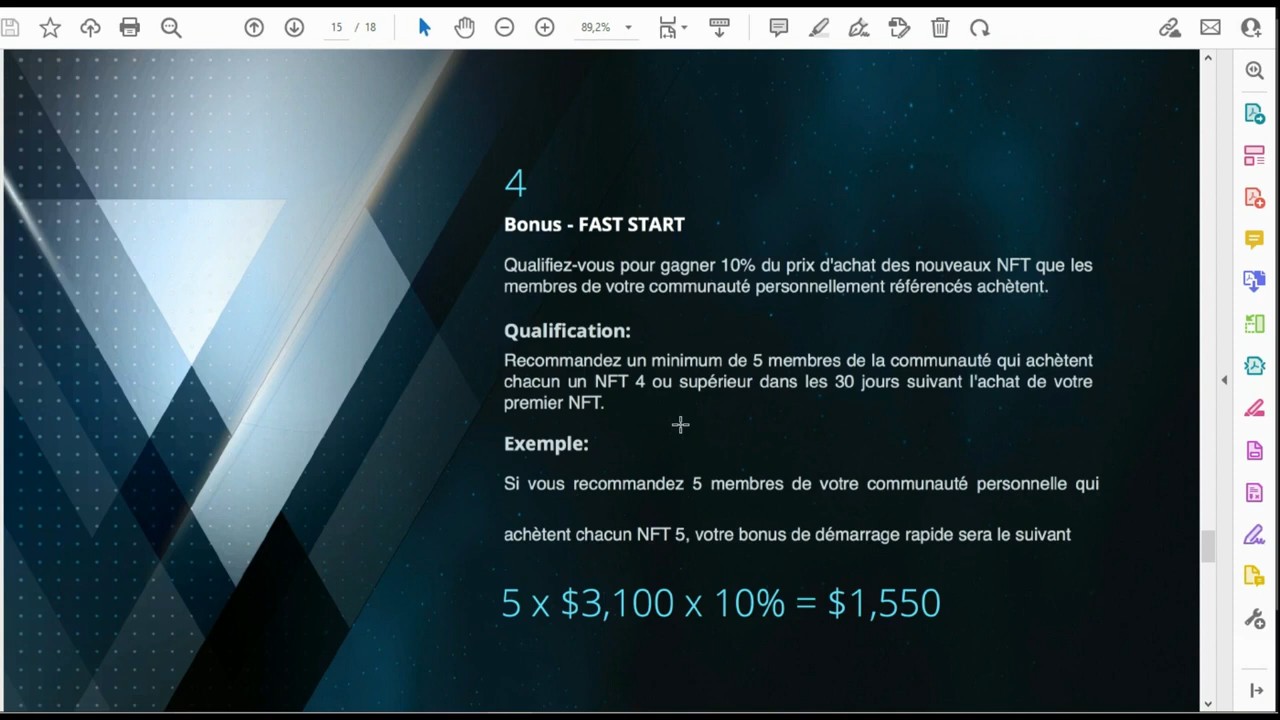 15 / 18
89,2%
4
Bonus - FAST START
Qualifiez-vous pour gagner 10% du prix d'achat des nouveaux NFT que les
membres de votre communauté personnellement référencés achètent.
Qualification:
Recommandez un minimum de 5 membres de la communauté qui achètent
chacun un NFT 4 ou supérieur dans les 30 jours suivant l'achat de votre
premier NFT.
Exemple:
Si vous recommandez 5 membres de votre communauté personnelle qui
achètent chacun NFT 5, votre bonus de démarrage rapide sera le suivant
5 x $3,100 x 10% = $1,550